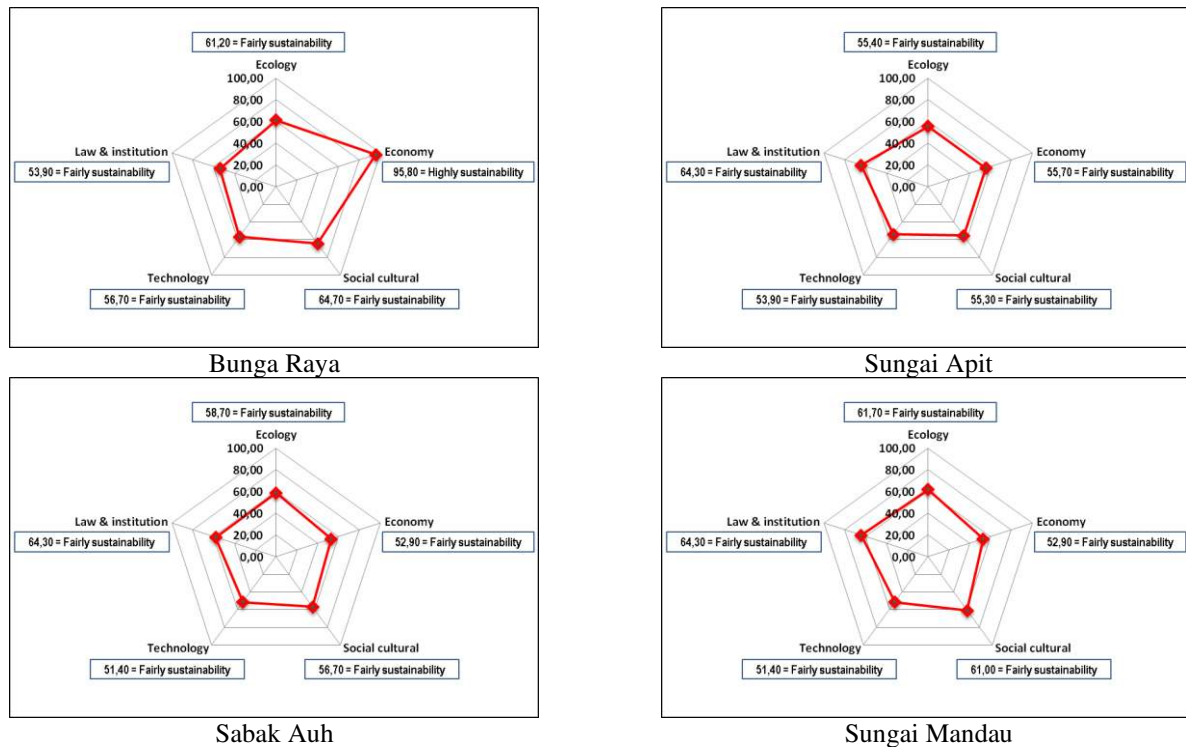 61,20 = Fairly sustainability
Ecology
100,00
80,00
60,00
40,00
20,00
0,00
Law & institution
53,90 = Fairly sustainability
Economy
95,80 = Highly sustainability
Technology
56,70 = Fairly sustainability
Social cultural
64,70 = Fairly sustainability
Bunga Raya
55,40 = Fairly sustainability
Ecology
100,00
80,00
60,00
40,00
20,00
0,00
Law & institution
64,30 = Fairly sustainability
Economy
55,70 = Fairly sustainability
Technology
53,90 = Fairly sustainability
Social cultural
55,30 = Fairly sustainability
Sungai Apit
58,70 = Fairly sustainability
Ecology
100,00
80,00
60,00
40,00
20,00
0,00
Law & institution
64,30 = Fairly sustainability
Economy
52,90 = Fairly sustainability
Technology
51,40 = Fairly sustainability
Social cultural
56,70 = Fairly sustainability
Sabak Auh
61,70 = Fairly sustainability
Ecology
100,00
80,00
60,00
40,00
20,00
0,00
Law & institution
64,30 = Fairly sustainability
Economy
52,90 = Fairly sustainability
Technology
51,40 = Fairly sustainability
Social cultural
61,00 = Fairly sustainability
Sungai Mandau